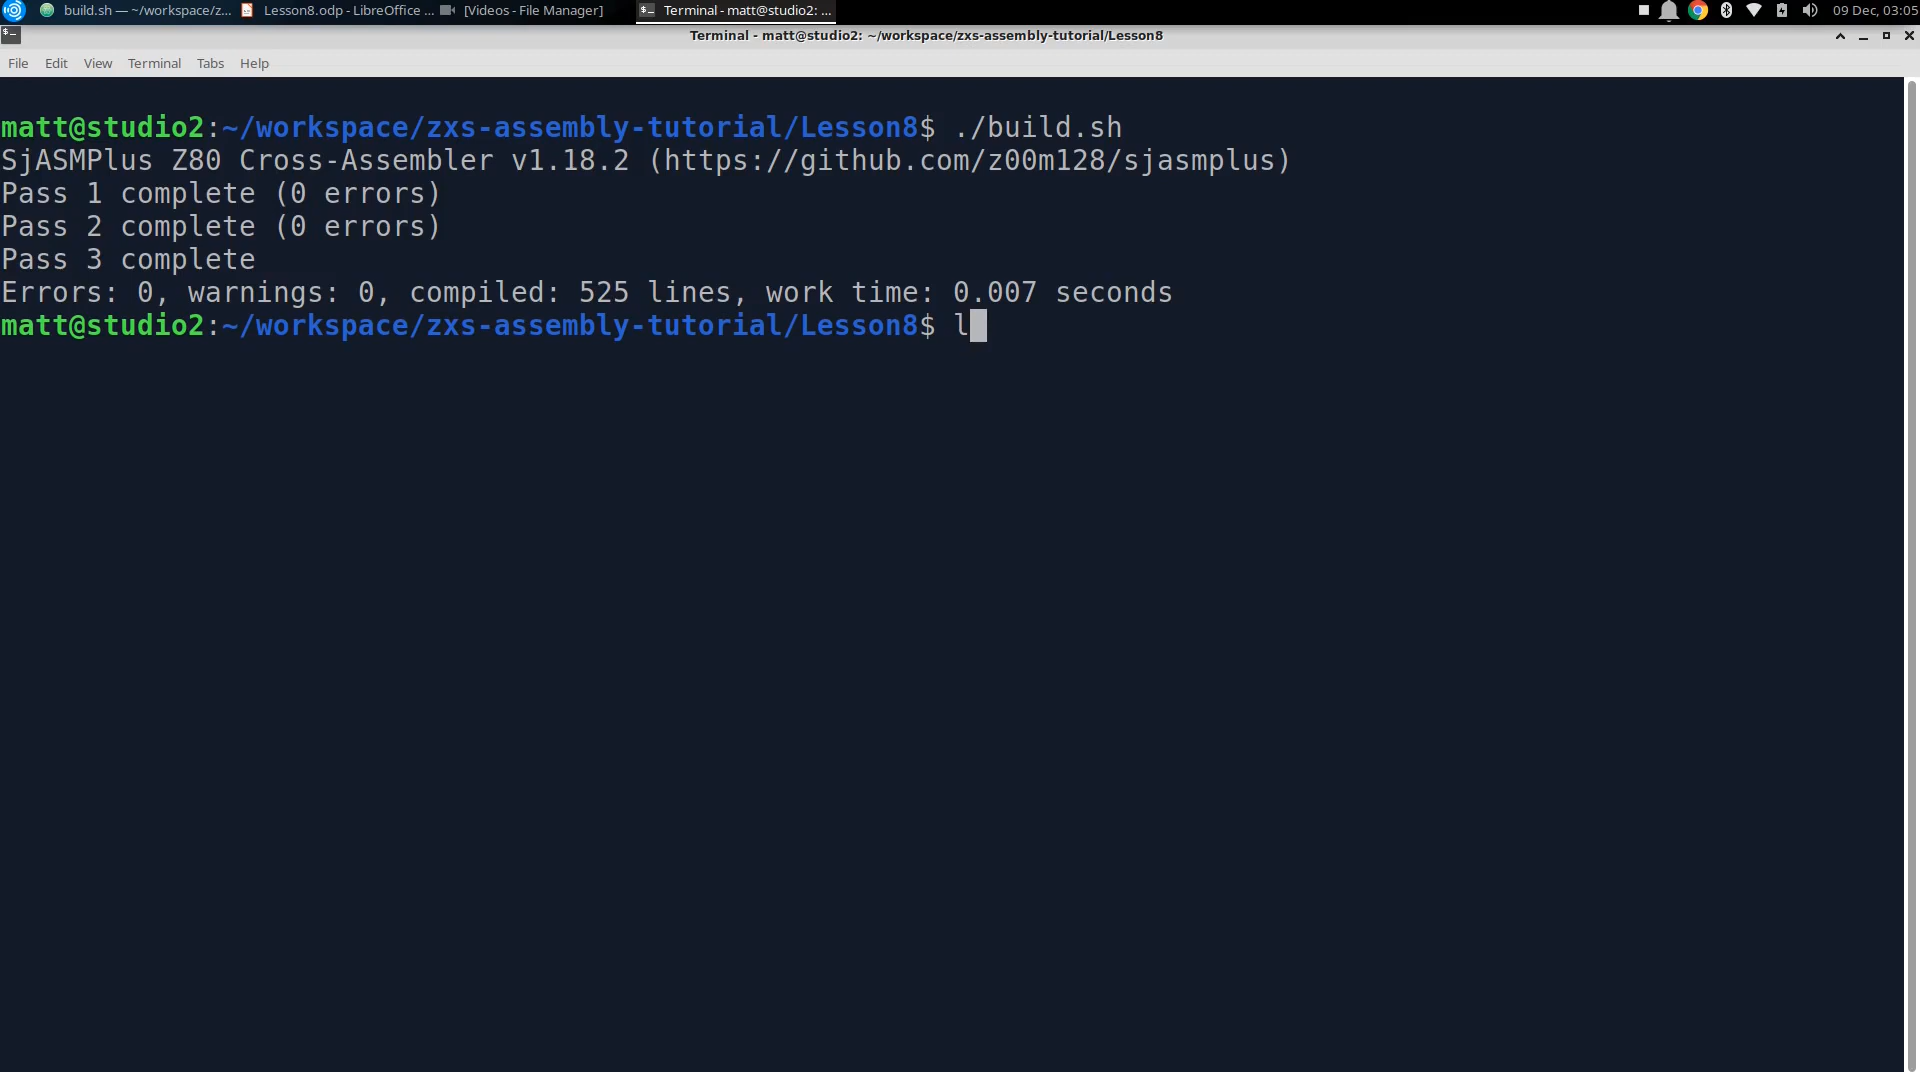 build.sh — ~/workspace/z...
Lesson8.odp - LibreOffice ...
[Videos - File Manager]
Terminal - matt@studio2: ...
09 Dec, 03:05
Terminal - matt@studio2: ~/workspace/zxs-assembly-tutorial/Lesson8
File Edit View Terminal Tabs Help
matt@studio2:~/workspace/zxs-assembly-tutorial/Lesson8$ ./build.sh
SjASMPlus Z80 Cross-Assembler v1.18.2 (https://github.com/z00m128/sjasmplus)
Pass 1 complete (0 errors)
Pass 2 complete (0 errors)
Pass 3 complete
Errors: 0, warnings: 0, compiled: 525 lines, work time: 0.007 seconds
matt@studio2:~/workspace/zxs-assembly-tutorial/Lesson8$ l